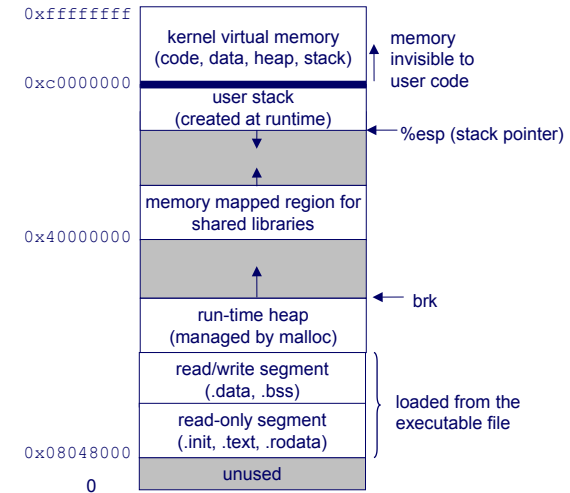 0xffffffff
kernel virtual memory
(code, data, heap, stack)
memory
invisible to
user code
0xc0000000
user stack
(created at runtime)
%esp (stack pointer)
memory mapped region for
shared libraries
0x40000000
brk
run-time heap
(managed by malloc)
read/write segment
(.data, .bss)
loaded from the
executable file
read-only segment
(.init, .text, .rodata)
0x08048000
unused
0